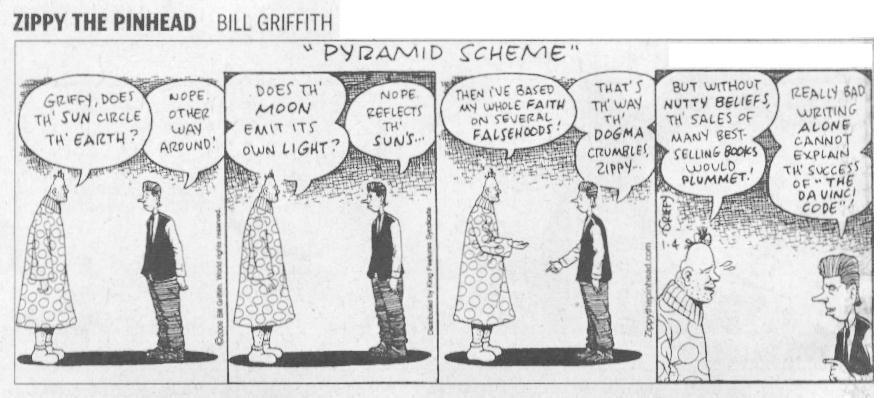 ZIPPY THE PINHEAD BILL GRIFFITH
"PYRAMID SCHEME"
GRIFFY, DOES
TH' SUN CIRCLE
TH' EARTH?
NOPE.
OTHER
WAY
AROUND!
©2006 Bill Griffith. World rights reserved.
DOES TH'
MOON
EMIT ITS
OWN LIGHT?
NOPE.
REFLECTS
TH'
SUN'S...
Distributed by King Features Syndicate
THEN I'VE BASED
MY WHOLE FAITH
ON SEVERAL
FALSEHOODS!
THAT'S
TH' WAY
TH'
DOGMA
CRUMBLES,
ZIPPY...
Zippythepinhead.com
BUT WITHOUT
NUTTY BELIEFS,
TH' SALES OF
MANY BEST-
SELLING BOOKS
WOULD
PLUMMET!
REALLY BAD
WRITING
ALONE
CANNOT
EXPLAIN
TH' SUCCESS
OF "THE
DA VINCI
CODE"!
GRIFFY
1-4